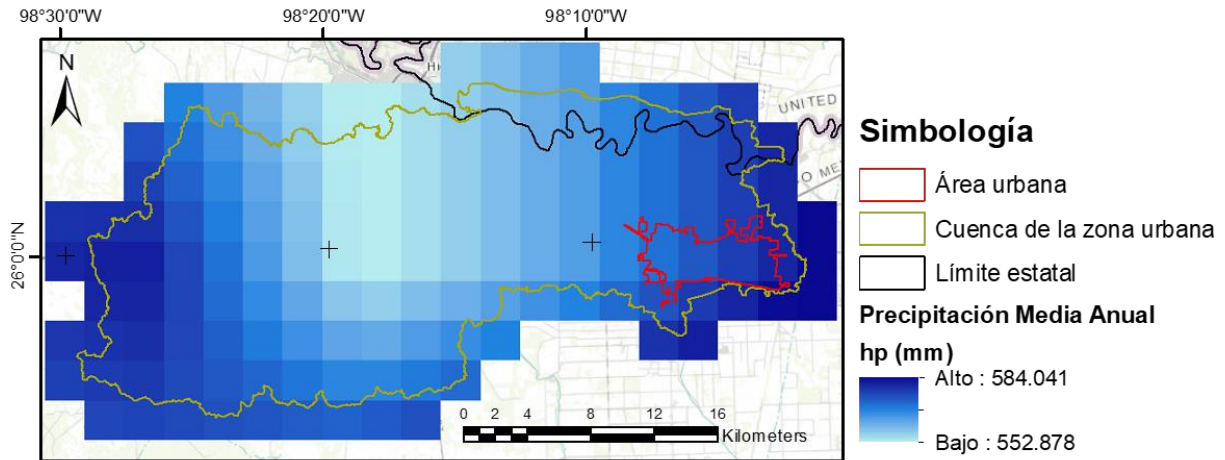 98°30'0"W 98°20'0"W 98°10'0"W
N
Hi
UNITED
O ME
26°0'0"N
0 2 4 8 12 16
Kilometers
Simbología
Área urbana
Cuenca de la zona urbana
Límite estatal
Precipitación Media Anual
hp (mm)
Alto : 584.041
Bajo : 552.878